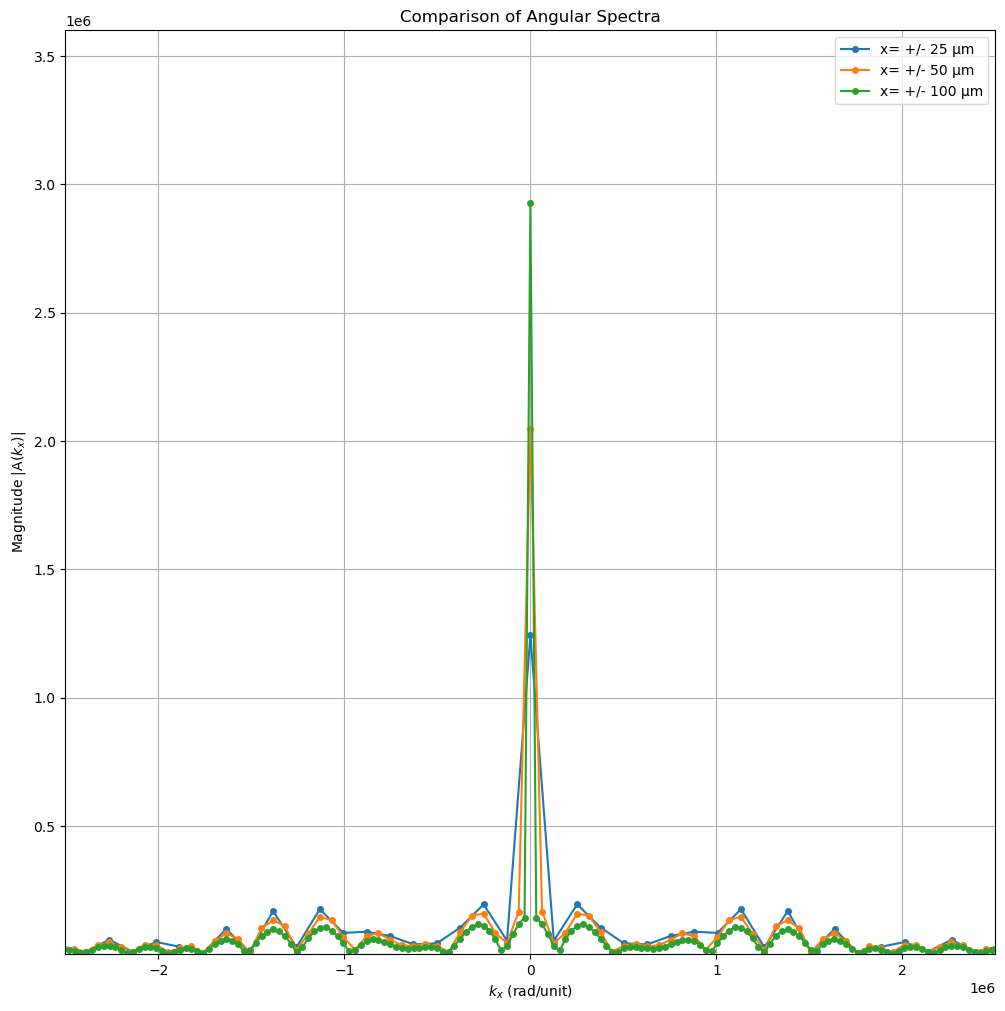 Comparison of Angular Spectra
1e6
x= +/- 25 μm
x= +/- 50 μm
x= +/- 100 μm
3.5
3.0
2.5
2.0
1.5
1.0
0.5
Magnitude |A(kₓ)|
−2
−1
0
1
2
1e6
kₓ (rad/unit)